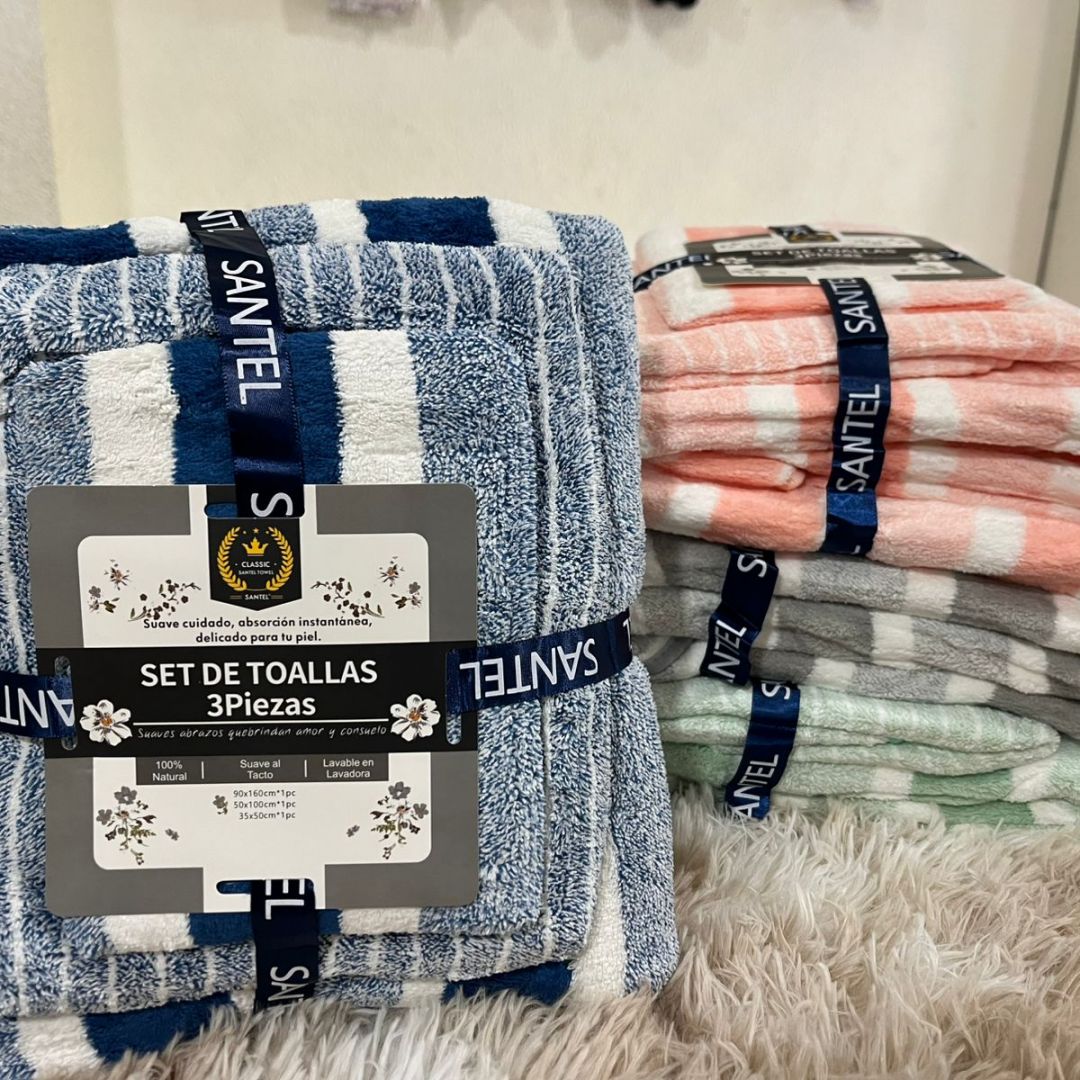 SANTEL
CLASSIC
SANTEL TOWEL
SANTEL
Suave cuidado, absorción instantánea,
delicado para tu piel.
SET DE TOALLAS
3Piezas
Suaves abrazos quebrindan amor y consuelo
100%
Natural
Suave al
Tacto
Lavable en
Lavadora
90x160cm*1pc
50x100cm*1pc
35x50cm*1pc
SANTEL
SANTEL
SET DE TOALLAS
SANTEL
SANTEL
SANTEL